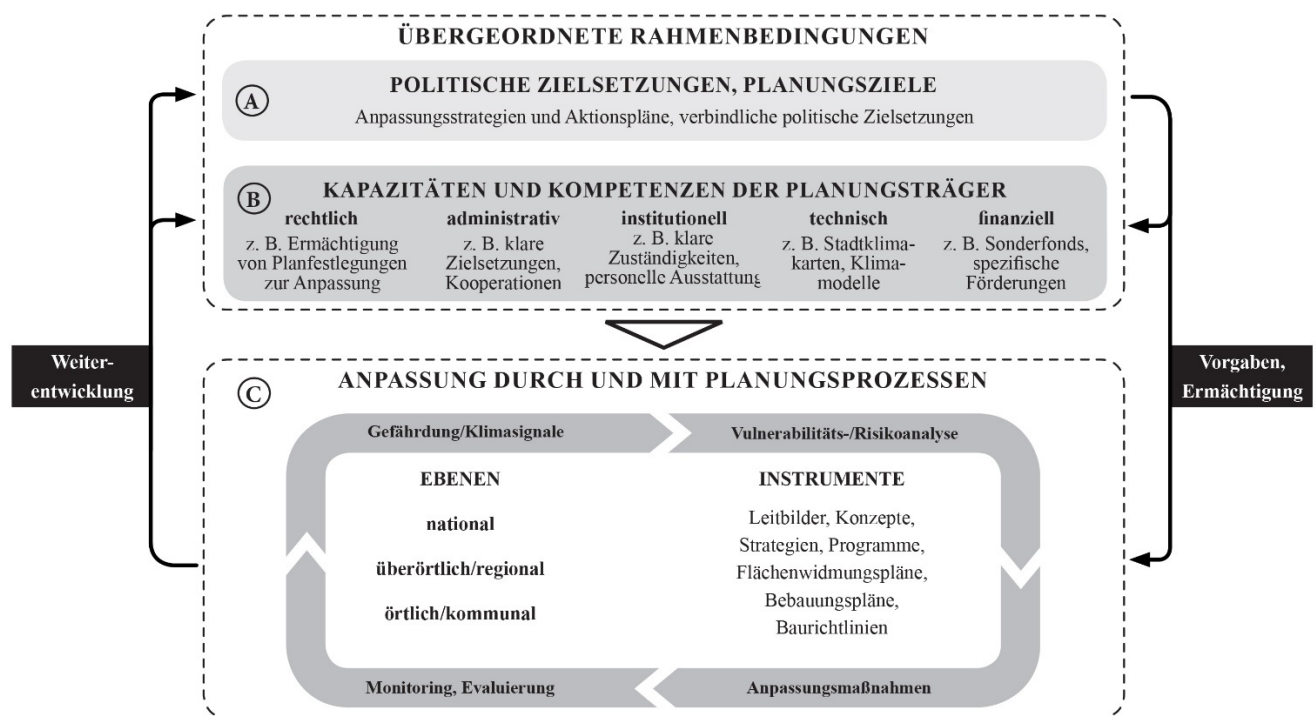 ÜBERGEORDNETE RAHMENBEDINGUNGEN
A
POLITISCHE ZIELSETZUNGEN, PLANUNGSZIELE
Anpassungsstrategien und Aktionspläne, verbindliche politische Zielsetzungen
B
KAPAZITÄTEN UND KOMPETENZEN DER PLANUNGSTRÄGER
rechtlich
z. B. Ermächtigung
von Planfestlegungen
zur Anpassung
administrativ
z. B. klare
Zielsetzungen,
Kooperationen
institutionell
z. B. klare
Zuständigkeiten,
personelle Ausstattung
technisch
z. B. Stadtklima-
karten, Klima-
modelle
finanziell
z. B. Sonderfonds,
spezifische
Förderungen
Weiter-
entwicklung
Vorgaben,
Ermächtigung
C
ANPASSUNG DURCH UND MIT PLANUNGSPROZESSEN
Gefährdung/Klimasignale
Vulnerabilitäts-/Risikoanalyse
EBENEN
national
überörtlich/regional
örtlich/kommunal
INSTRUMENTE
Leitbilder, Konzepte,
Strategien, Programme,
Flächenwidmungspläne,
Bebauungspläne,
Baurichtlinien
Monitoring, Evaluierung
Anpassungsmaßnahmen